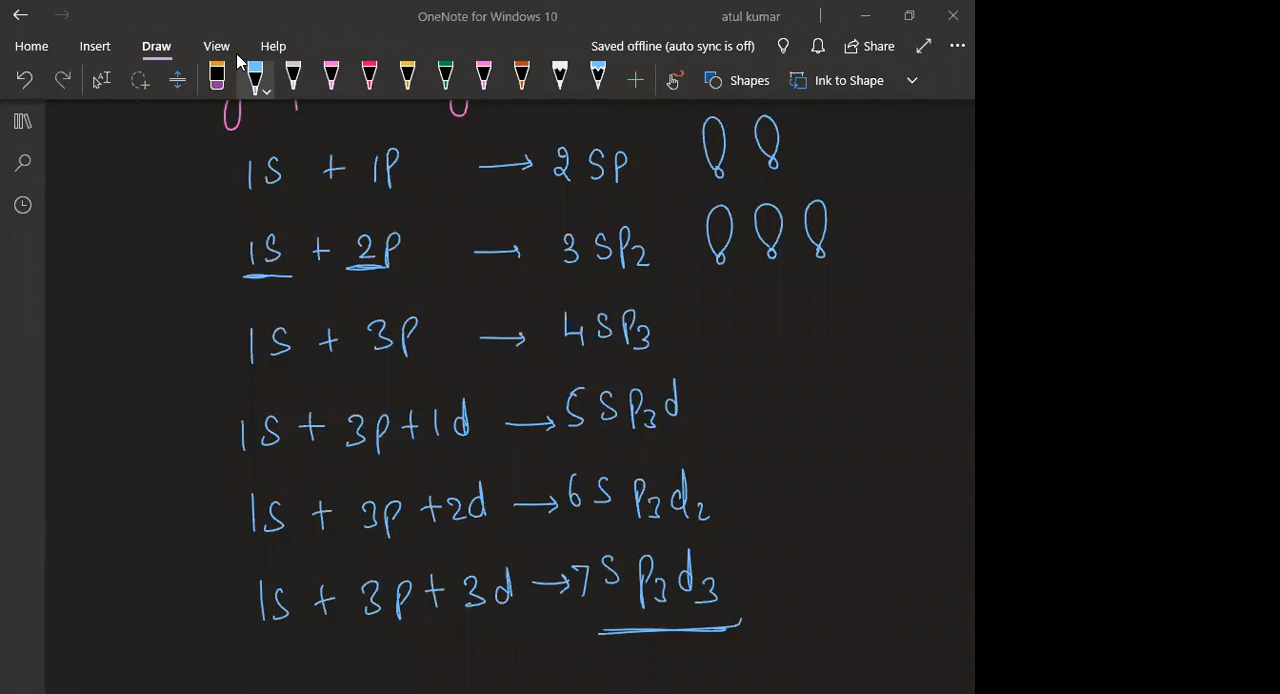 OneNote for Windows 10
atul kumar
Home Insert Draw View Help
Saved offline (auto sync is off)
Share
Shapes
Ink to Shape
1S + 1P → 2 SP
1S + 2P → 3 SP2
1S + 3P → 4 SP3
1S + 3P + 1d → 5 SP3d
1S + 3P + 2d → 6 S P3d2
1S + 3P + 3d → 7 S P3d3